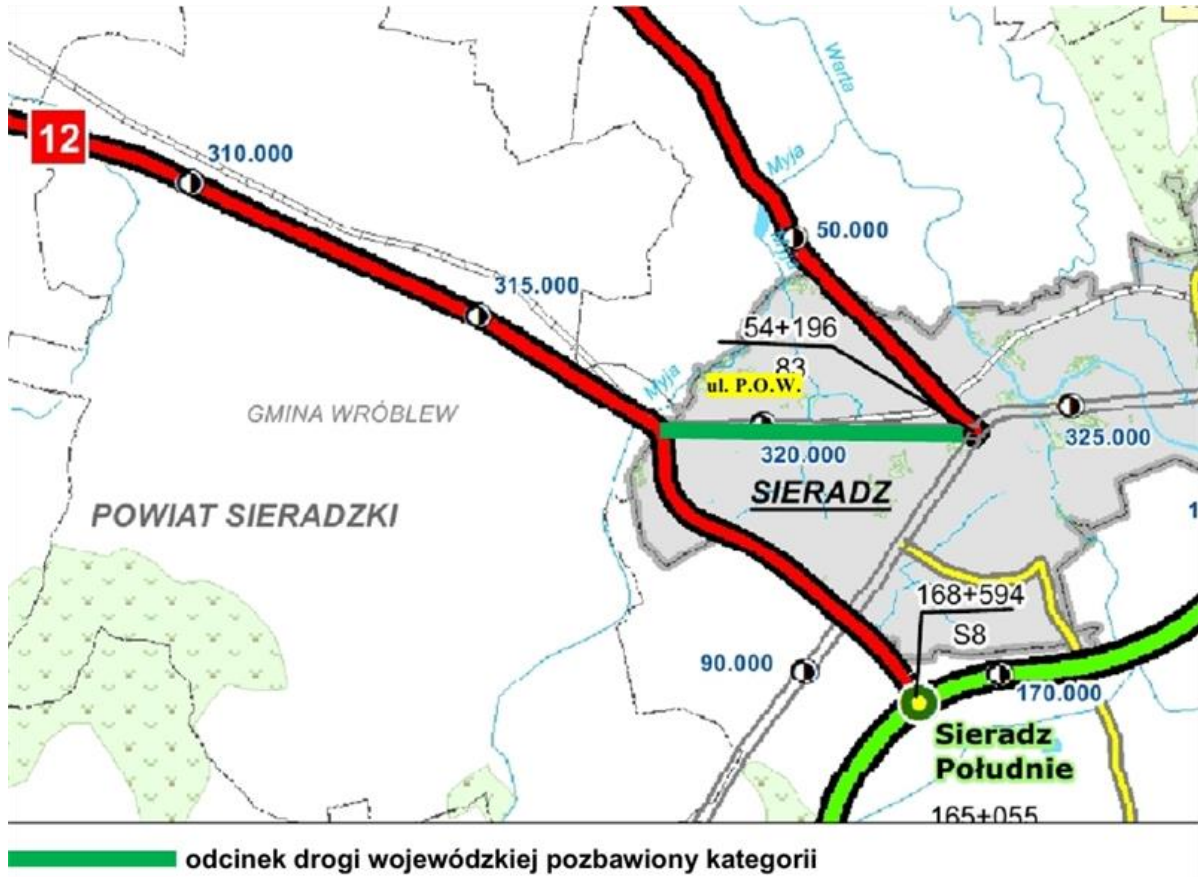 12
310.000
Warta
Myja
50.000
315.000
54+196
83
Myja
ul. P.O.W.
GMINA WRÓBLEW
320.000
325.000
SIERADZ
POWIAT SIERADZKI
168+594
S8
90.000
170.000
Sieradz
Południe
165+055
odcinek drogi wojewódzkiej pozbawiony kategorii